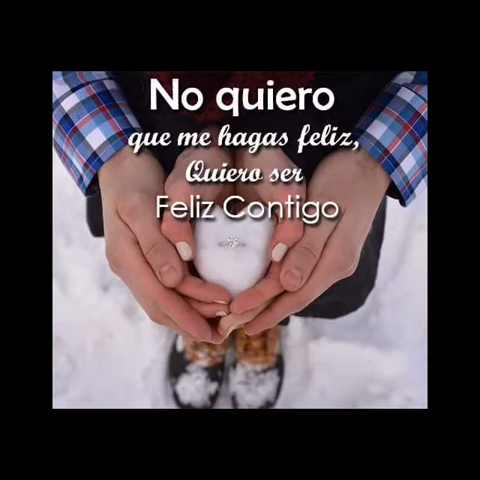 No quiero
que me hagas feliz,
Quiero ser
Feliz Contigo